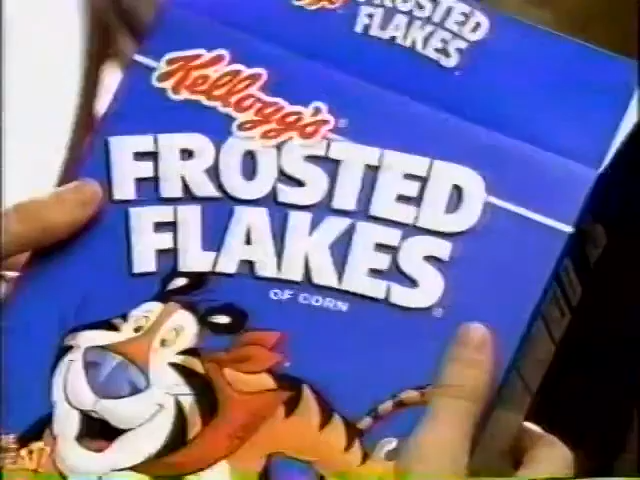 FROSTED
FLAKES
Kellogg's
FROSTED
FLAKES
OF CORN